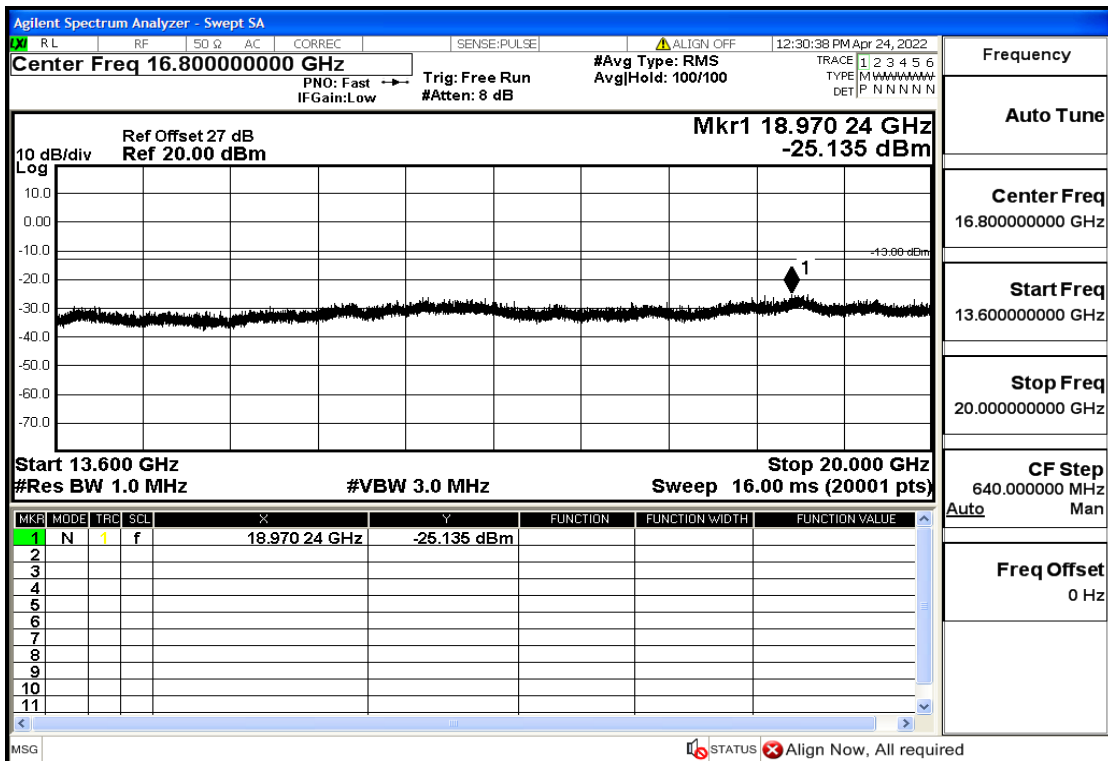 Agilent Spectrum Analyzer - Swept SA
LXI RL RF 50 Ω AC CORREC SENSE:PULSE ALIGN OFF 12:30:38 PM Apr 24, 2022
Center Freq 16.800000000 GHz #Avg Type: RMS TRACE 1 2 3 4 5 6
PNO: Fast Trig: Free Run Avg|Hold: 100/100 TYPE M WWWWW
IFGain:Low #Atten: 8 dB DET P N N N N N
Mkr1 18.970 24 GHz
Ref Offset 27 dB
10 dB/div Ref 20.00 dBm -25.135 dBm
Log
10.0
0.00
-10.0
-13.00 dBm
1
-20.0
-30.0
-40.0
-50.0
-60.0
-70.0
Start 13.600 GHz Stop 20.000 GHz
#Res BW 1.0 MHz #VBW 3.0 MHz Sweep 16.00 ms (20001 pts)
MKR MODE TRC SCL X Y FUNCTION FUNCTION WIDTH FUNCTION VALUE
1 N 1 f 18.970 24 GHz -25.135 dBm
2
3
4
5
6
7
8
9
10
11
MSG STATUS Align Now, All required
Frequency
Auto Tune
Center Freq
16.800000000 GHz
Start Freq
13.600000000 GHz
Stop Freq
20.000000000 GHz
CF Step
640.000000 MHz
Auto Man
Freq Offset
0 Hz